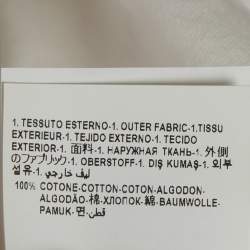 1. TESSUTO ESTERNO-1. OUTER FABRIC-1.TISSU
EXTERIEUR-1. TEJIDO EXTERNO-1. TECIDO
EXTERIOR-1. 面料-1. НАРУЖНАЯ ТКАНЬ-1. 外側
のファブリック-1. OBERSTOFF-1. DIŞ KUMAŞ-1. 외부
섬유-1. ليف خارجي .1
100% COTONE-COTTON-COTON-ALGODON-
ALGODÃO-棉-ХЛОПОК-綿-BAUMWOLLE-
PAMUK-면-قطن